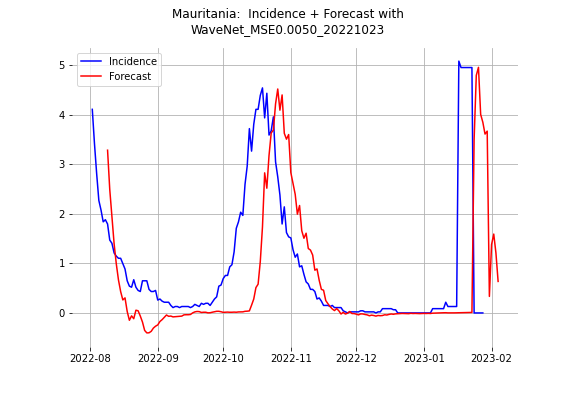 Mauritania:  Incidence + Forecast with
WaveNet_MSE0.0050_20221023
Incidence
Forecast
5
4
3
2
1
0
2022-08 2022-09 2022-10 2022-11 2022-12 2023-01 2023-02